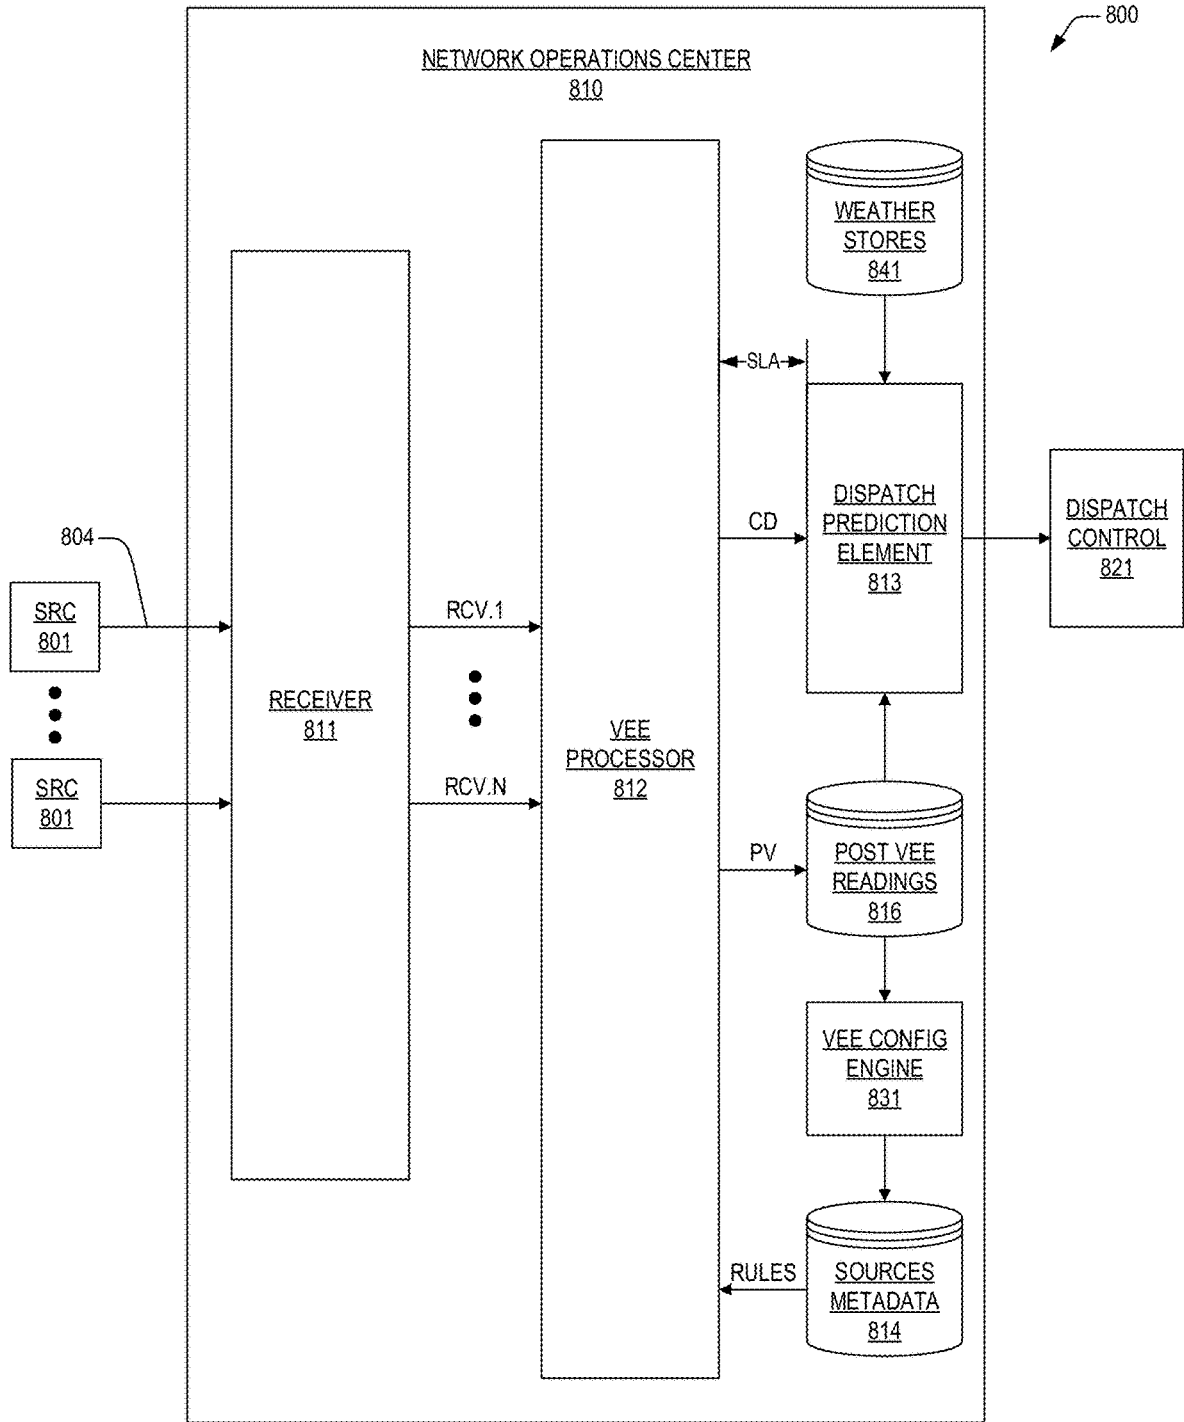 800
NETWORK OPERATIONS CENTER
810
WEATHER
STORES
841
SLA
DISPATCH
PREDICTION
ELEMENT
813
CD
DISPATCH
CONTROL
821
804
SRC
801
RCV.1
RECEIVER
811
VEE
PROCESSOR
812
SRC
801
RCV.N
PV
POST VEE
READINGS
816
VEE CONFIG
ENGINE
831
RULES
SOURCES
METADATA
814